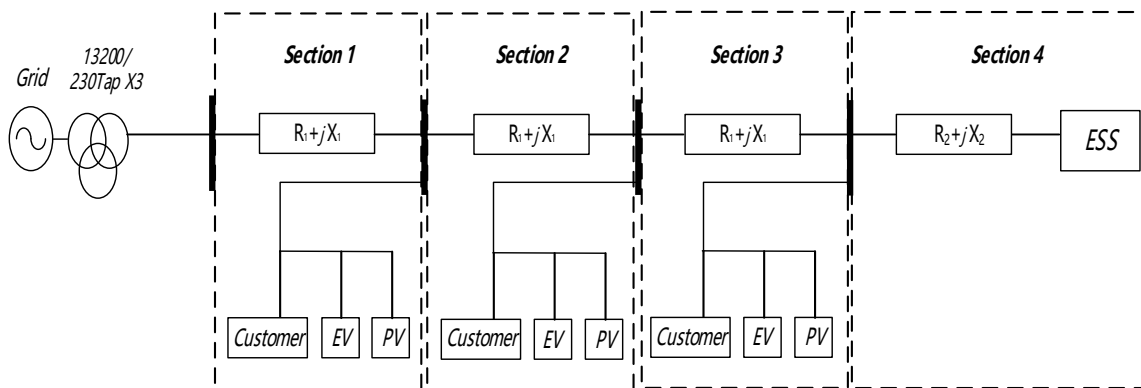 Grid
13200/
230Tap X3
Section 1
Section 2
Section 3
Section 4
R₁+jX₁
R₁+jX₁
R₁+jX₁
R₂+jX₂
ESS
Customer
EV
PV
Customer
EV
PV
Customer
EV
PV